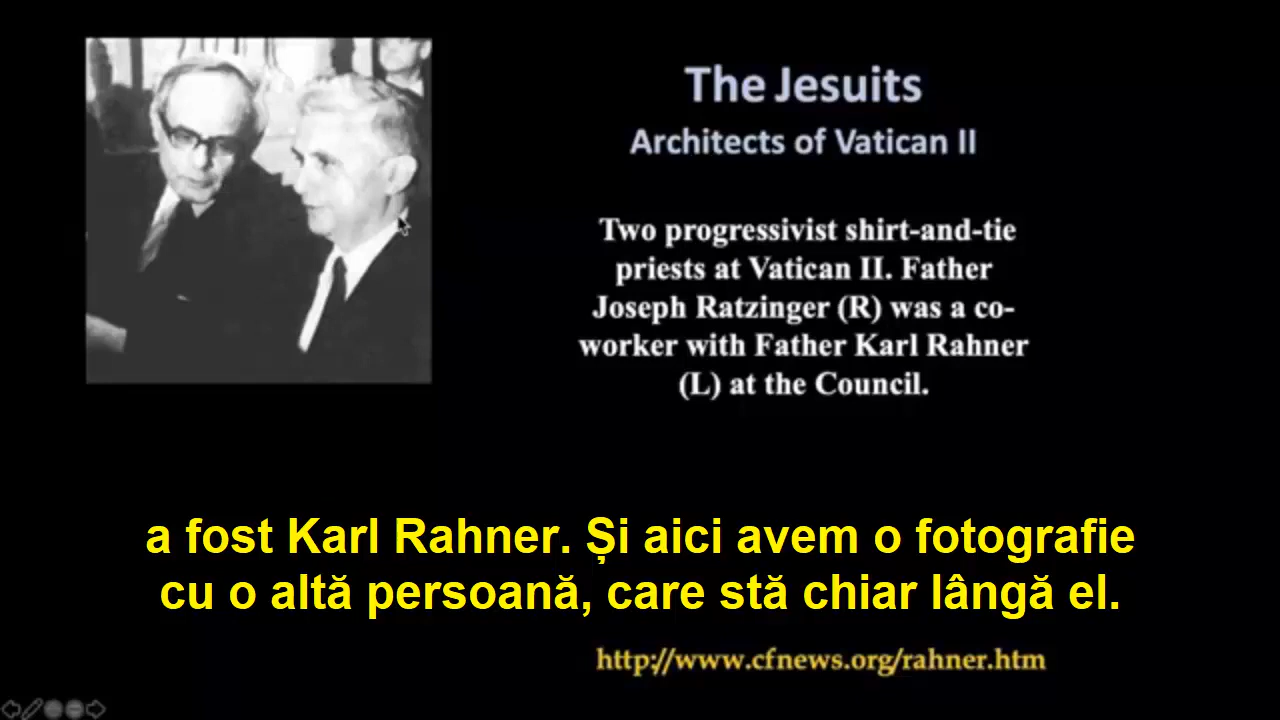 The Jesuits
Architects of Vatican II
Two progressivist shirt-and-tie
priests at Vatican II. Father
Joseph Ratzinger (R) was a co-
worker with Father Karl Rahner
(L) at the Council.
a fost Karl Rahner. Și aici avem o fotografie
cu o altă persoană, care stă chiar lângă el.
http://www.cfnews.org/rahner.htm